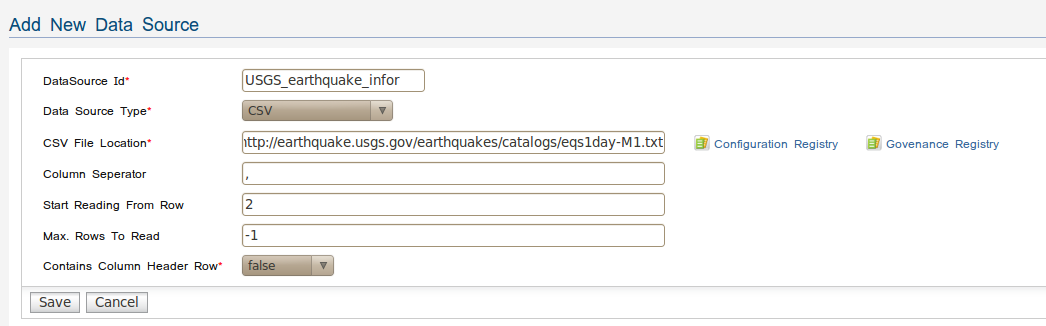 Add New Data Source
DataSource Id* USGS_earthquake_infor
Data Source Type* CSV
CSV File Location* ttp://earthquake.usgs.gov/earthquakes/catalogs/eqs1day-M1.txt Configuration Registry Govenance Registry
Column Seperator ,
Start Reading From Row 2
Max. Rows To Read -1
Contains Column Header Row* false
Save Cancel